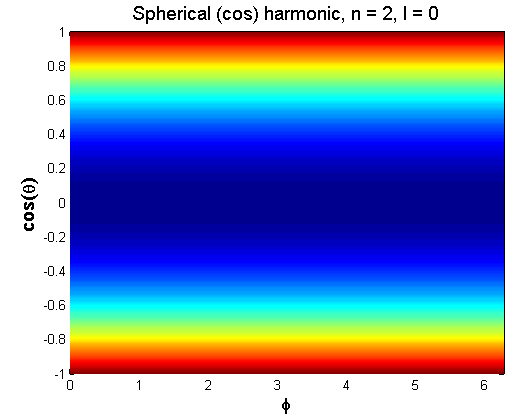 Spherical (cos) harmonic, n = 2, l = 0
1
0.8
0.6
0.4
0.2
0
-0.2
-0.4
-0.6
-0.8
-1
cos(θ)
0 1 2 3 4 5 6
ϕ